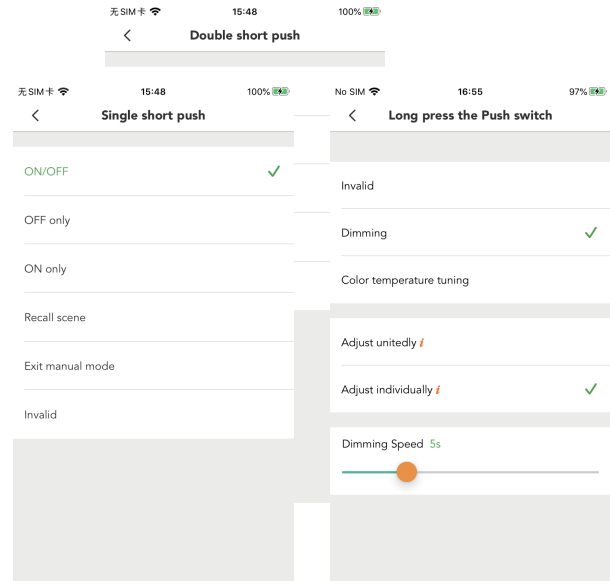 无SIM卡 15:48 100%
Double short push
无SIM卡 15:48 100%
Single short push
ON/OFF
OFF only
ON only
Recall scene
Exit manual mode
Invalid
No SIM 16:55 97%
Long press the Push switch
Invalid
Dimming
Color temperature tuning
Adjust unitedly i
Adjust individually i
Dimming Speed 5s